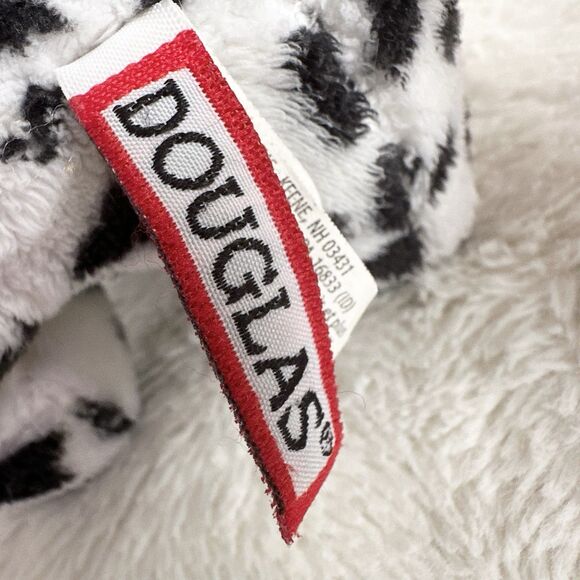 DOUGLAS®
KEENE, NH 03431
16833 (ID)